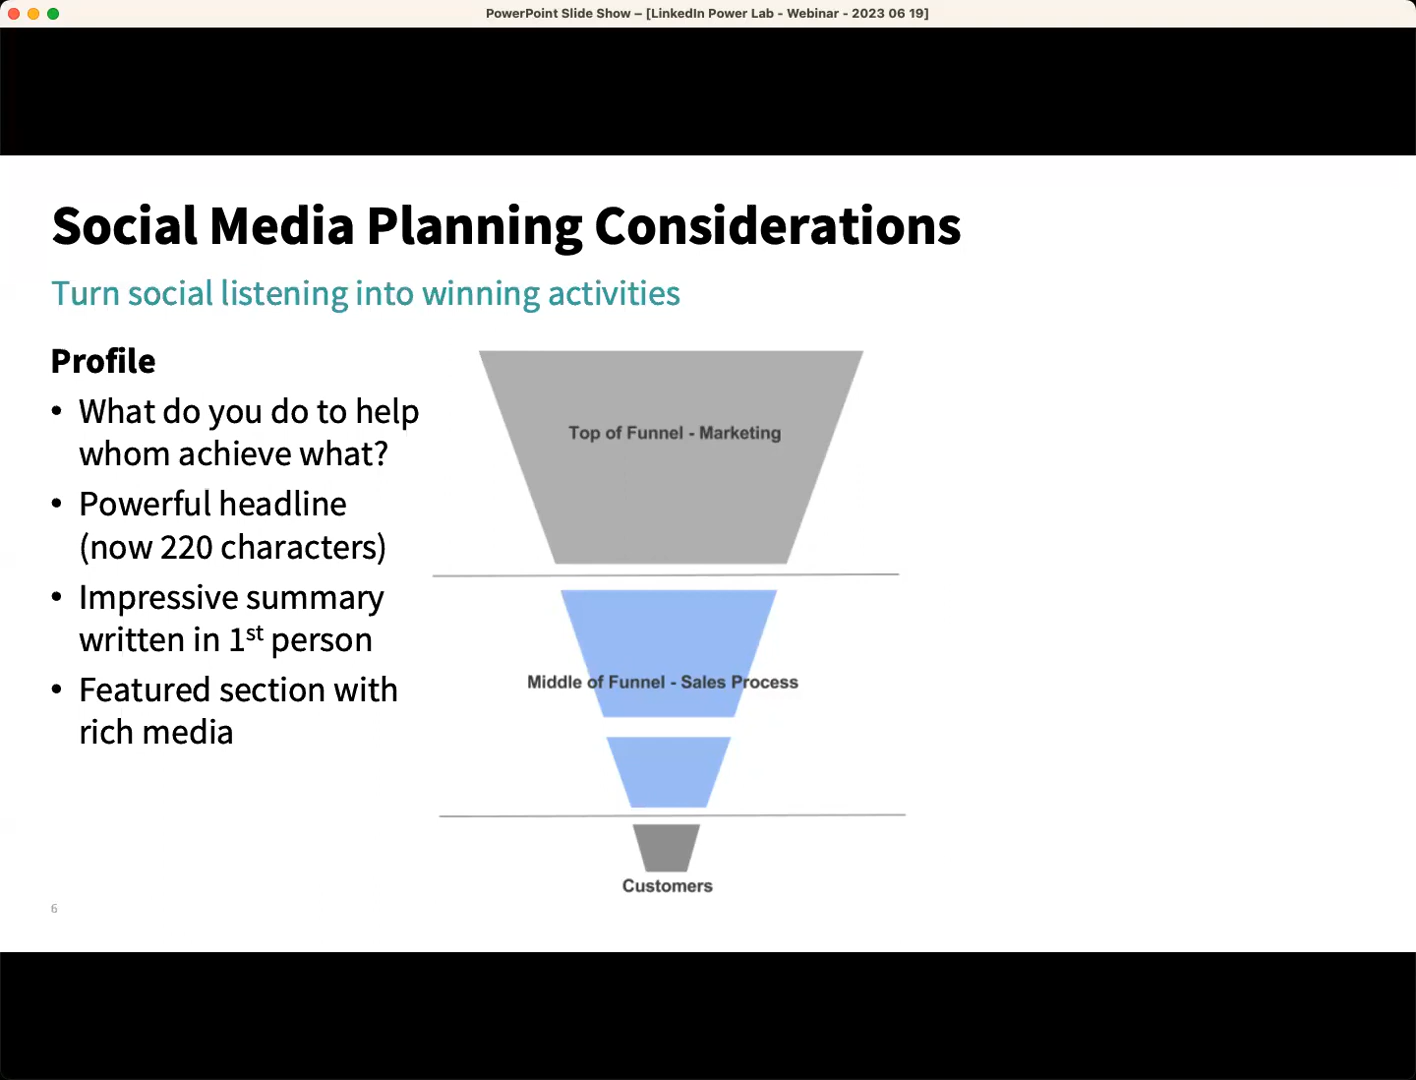 PowerPoint Slide Show – [LinkedIn Power Lab - Webinar - 2023 06 19]
Social Media Planning Considerations
Turn social listening into winning activities
Profile
• What do you do to help
whom achieve what?
• Powerful headline
(now 220 characters)
• Impressive summary
written in 1st person
• Featured section with
rich media
Top of Funnel - Marketing
Middle of Funnel - Sales Process
Customers
6